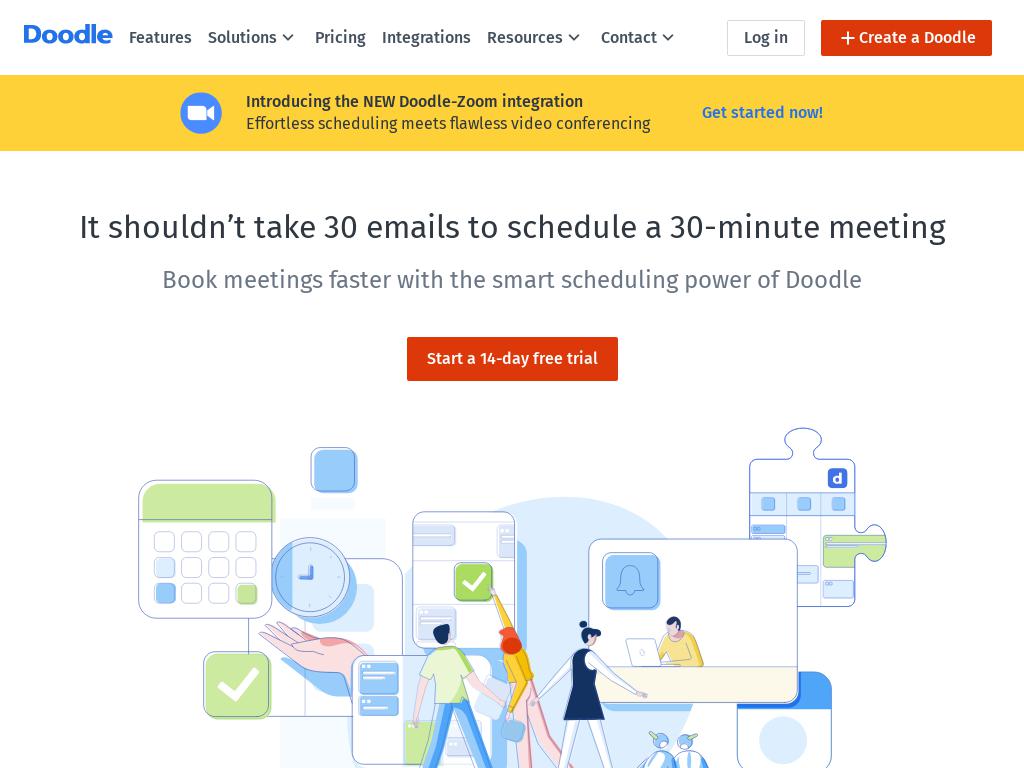 Doodle Features Solutions Pricing Integrations Resources Contact Log in Create a Doodle
Introducing the NEW Doodle-Zoom integration
Effortless scheduling meets flawless video conferencing
Get started now!
It shouldn’t take 30 emails to schedule a 30-minute meeting
Book meetings faster with the smart scheduling power of Doodle
Start a 14-day free trial
d